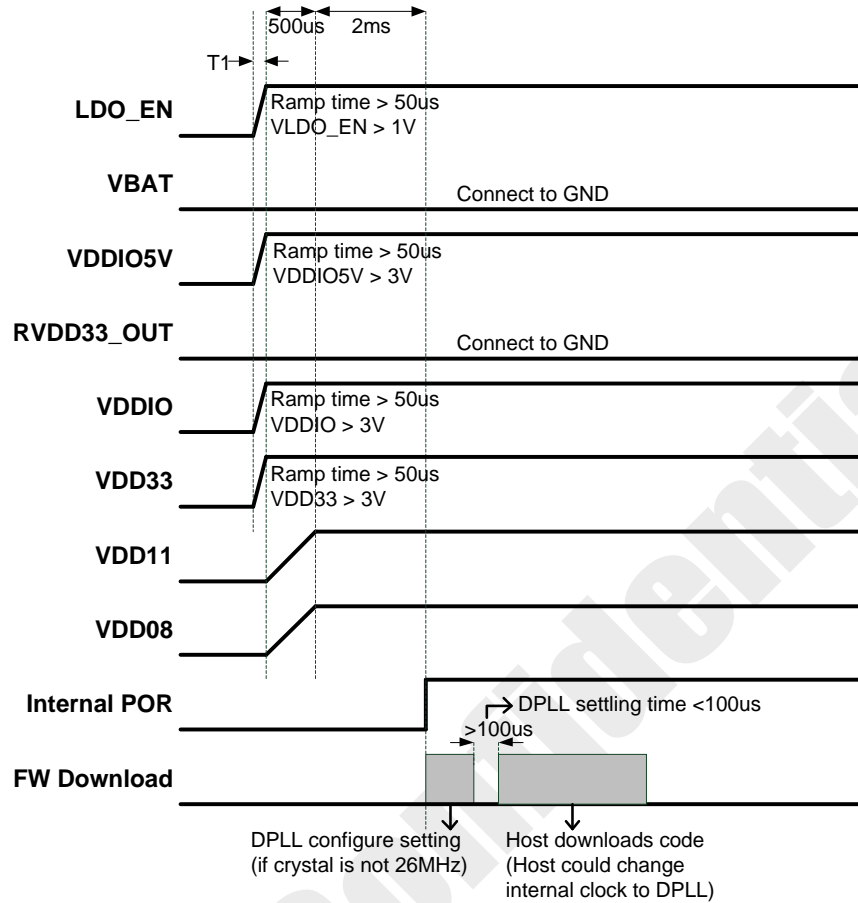 500us 2ms
T1
LDO_EN
Ramp time > 50us
VLDO_EN > 1V
VBAT
Connect to GND
VDDIO5V
Ramp time > 50us
VDDIO5V > 3V
RVDD33_OUT
Connect to GND
VDDIO
Ramp time > 50us
VDDIO > 3V
VDD33
Ramp time > 50us
VDD33 > 3V
VDD11
VDD08
Internal POR
DPLL settling time <100us
>100us
FW Download
DPLL configure setting
(if crystal is not 26MHz)
Host downloads code
(Host could change
internal clock to DPLL)
Confidential